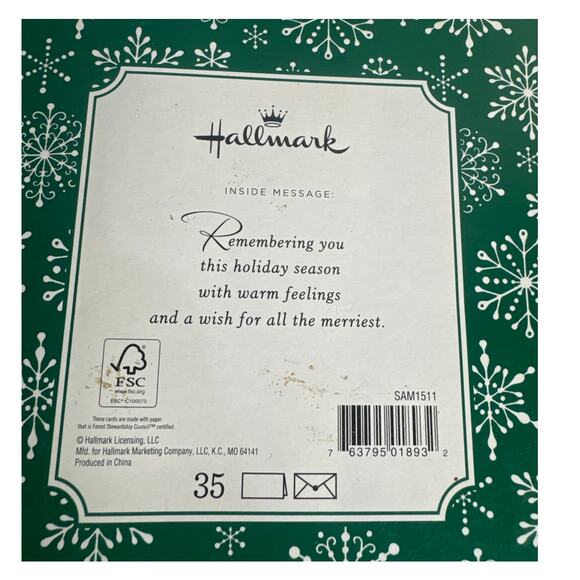 Hallmark
INSIDE MESSAGE:
Remembering you
this holiday season
with warm feelings
and a wish for all the merriest.
FSC
www.fsc.org
FSC® C100073
These cards are made with paper
that is Forest Stewardship Council™ certified.
© Hallmark Licensing, LLC
Mfd. for Hallmark Marketing Company, LLC, K.C., MO 64141
Produced in China
SAM1511
7 63795 01893 2
35